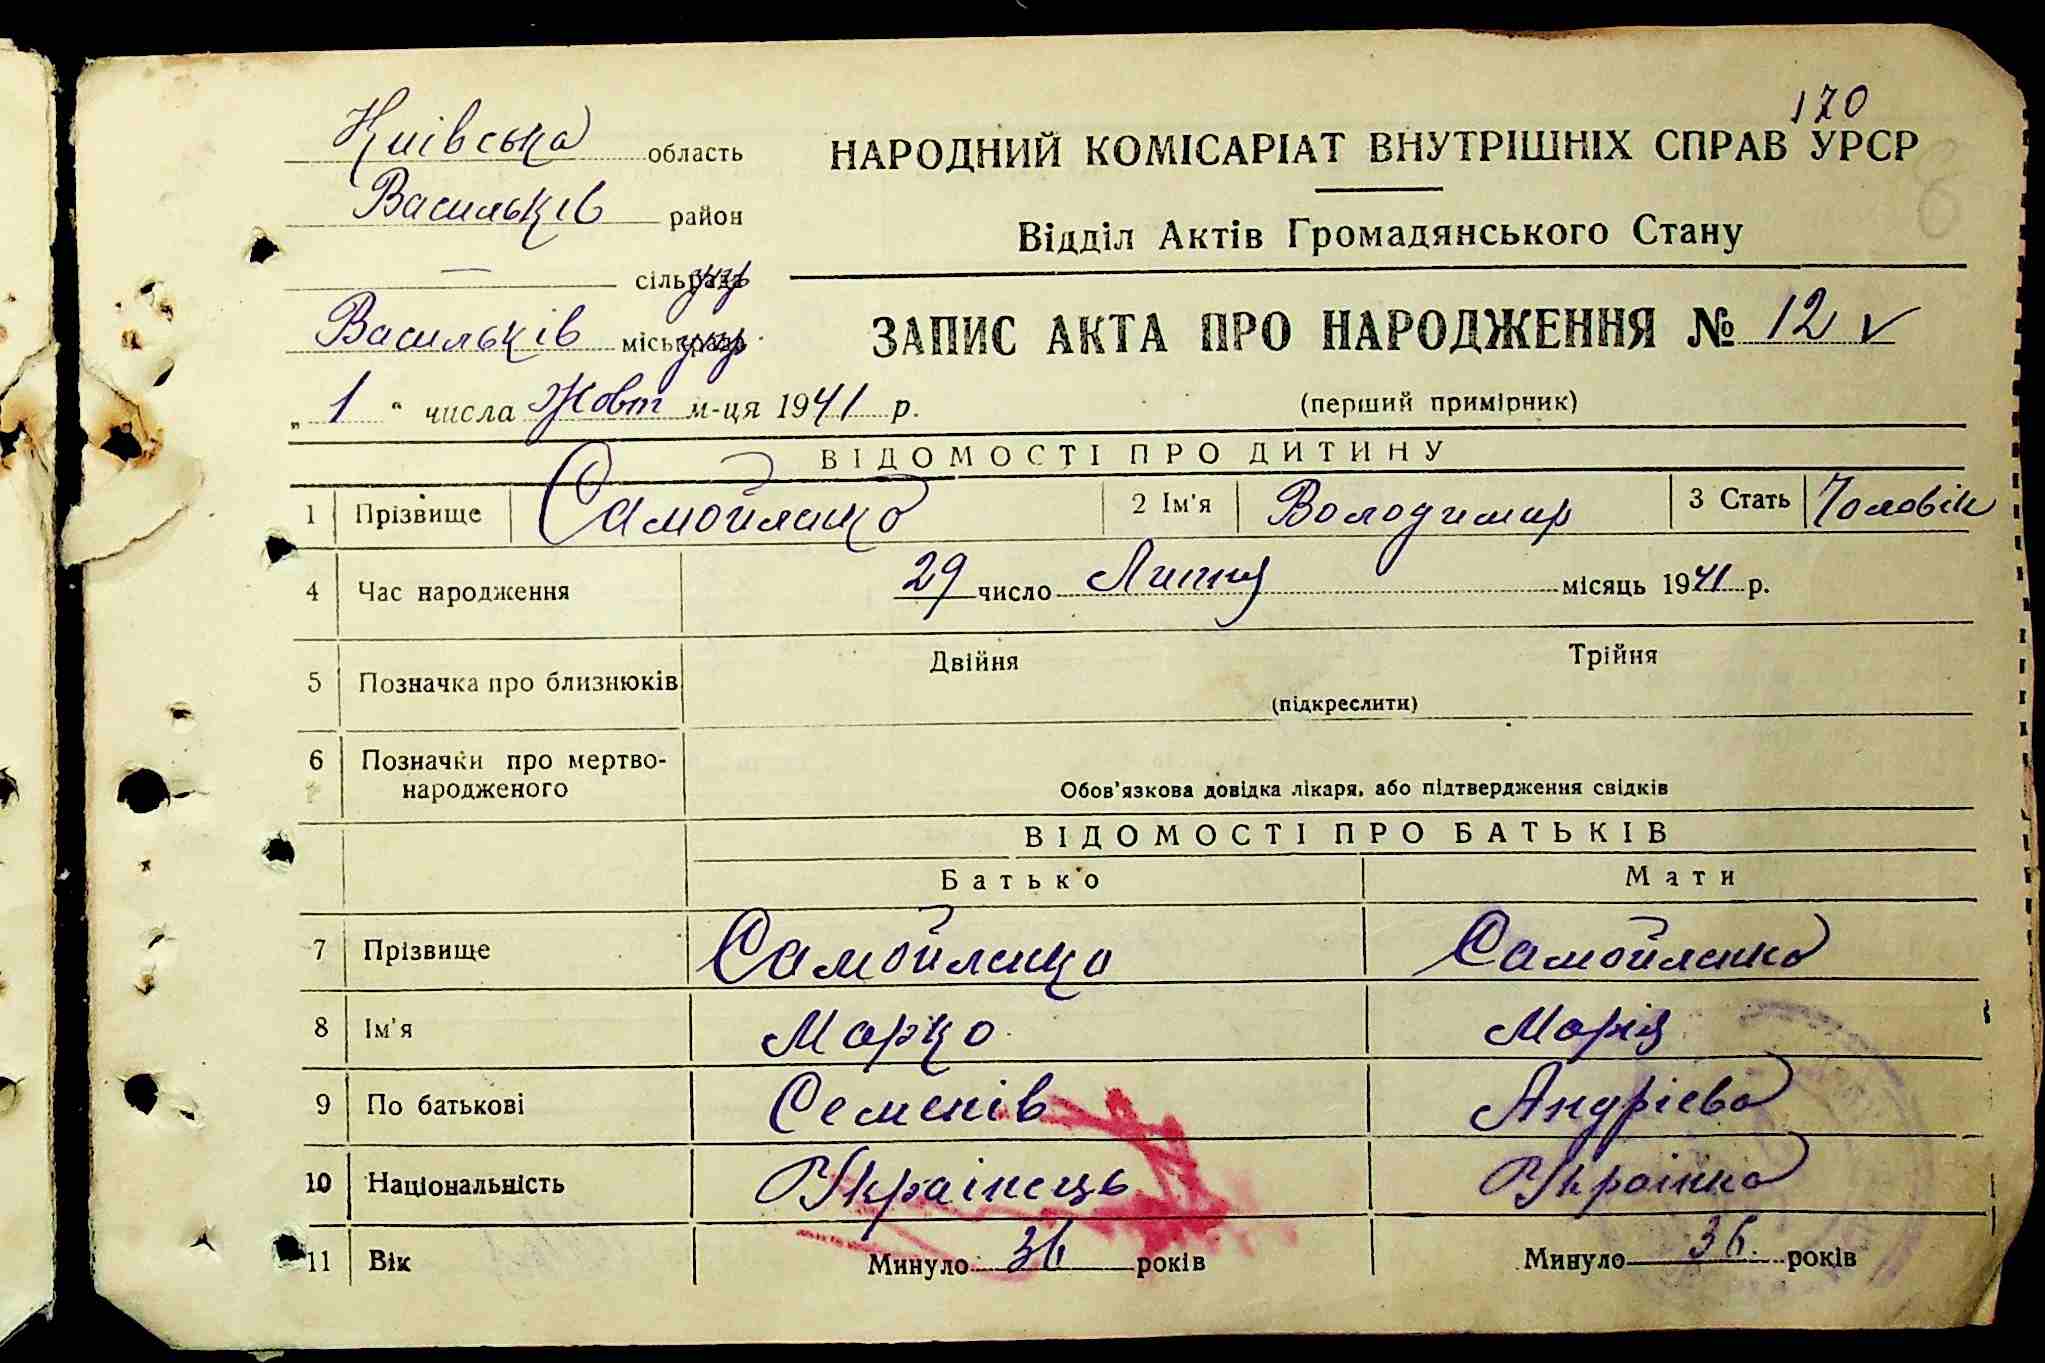 170
Київська область
НАРОДНИЙ КОМІСАРІАТ ВНУТРІШНІХ СПРАВ УРСР
8
Васильків район
Відділ Актів Громадянського Стану
— сільрада
Васильків міськрада
ЗАПИС АКТА ПРО НАРОДЖЕННЯ № 12 v
„ 1 “ числа Жовт м-ця 1941 р.
(перший примірник)
ВІДОМОСТІ ПРО ДИТИНУ
1 Прізвище Самойленко 2 Ім'я Володимир 3 Стать Чоловік
4 Час народження 29 число Липня місяць 1941 р.
5 Позначка про близнюків Двійня Трійня
(підкреслити)
6 Позначки про мертво-
народженого Обов'язкова довідка лікаря, або підтвердження свідків
ВІДОМОСТІ ПРО БАТЬКІВ
Батько Мати
7 Прізвище Самойленко Самойленко
8 Ім'я Марко Марія
9 По батькові Семенів Андрієва
10 Національність Українець Українка
11 Вік Минуло 36 років Минуло 36 років